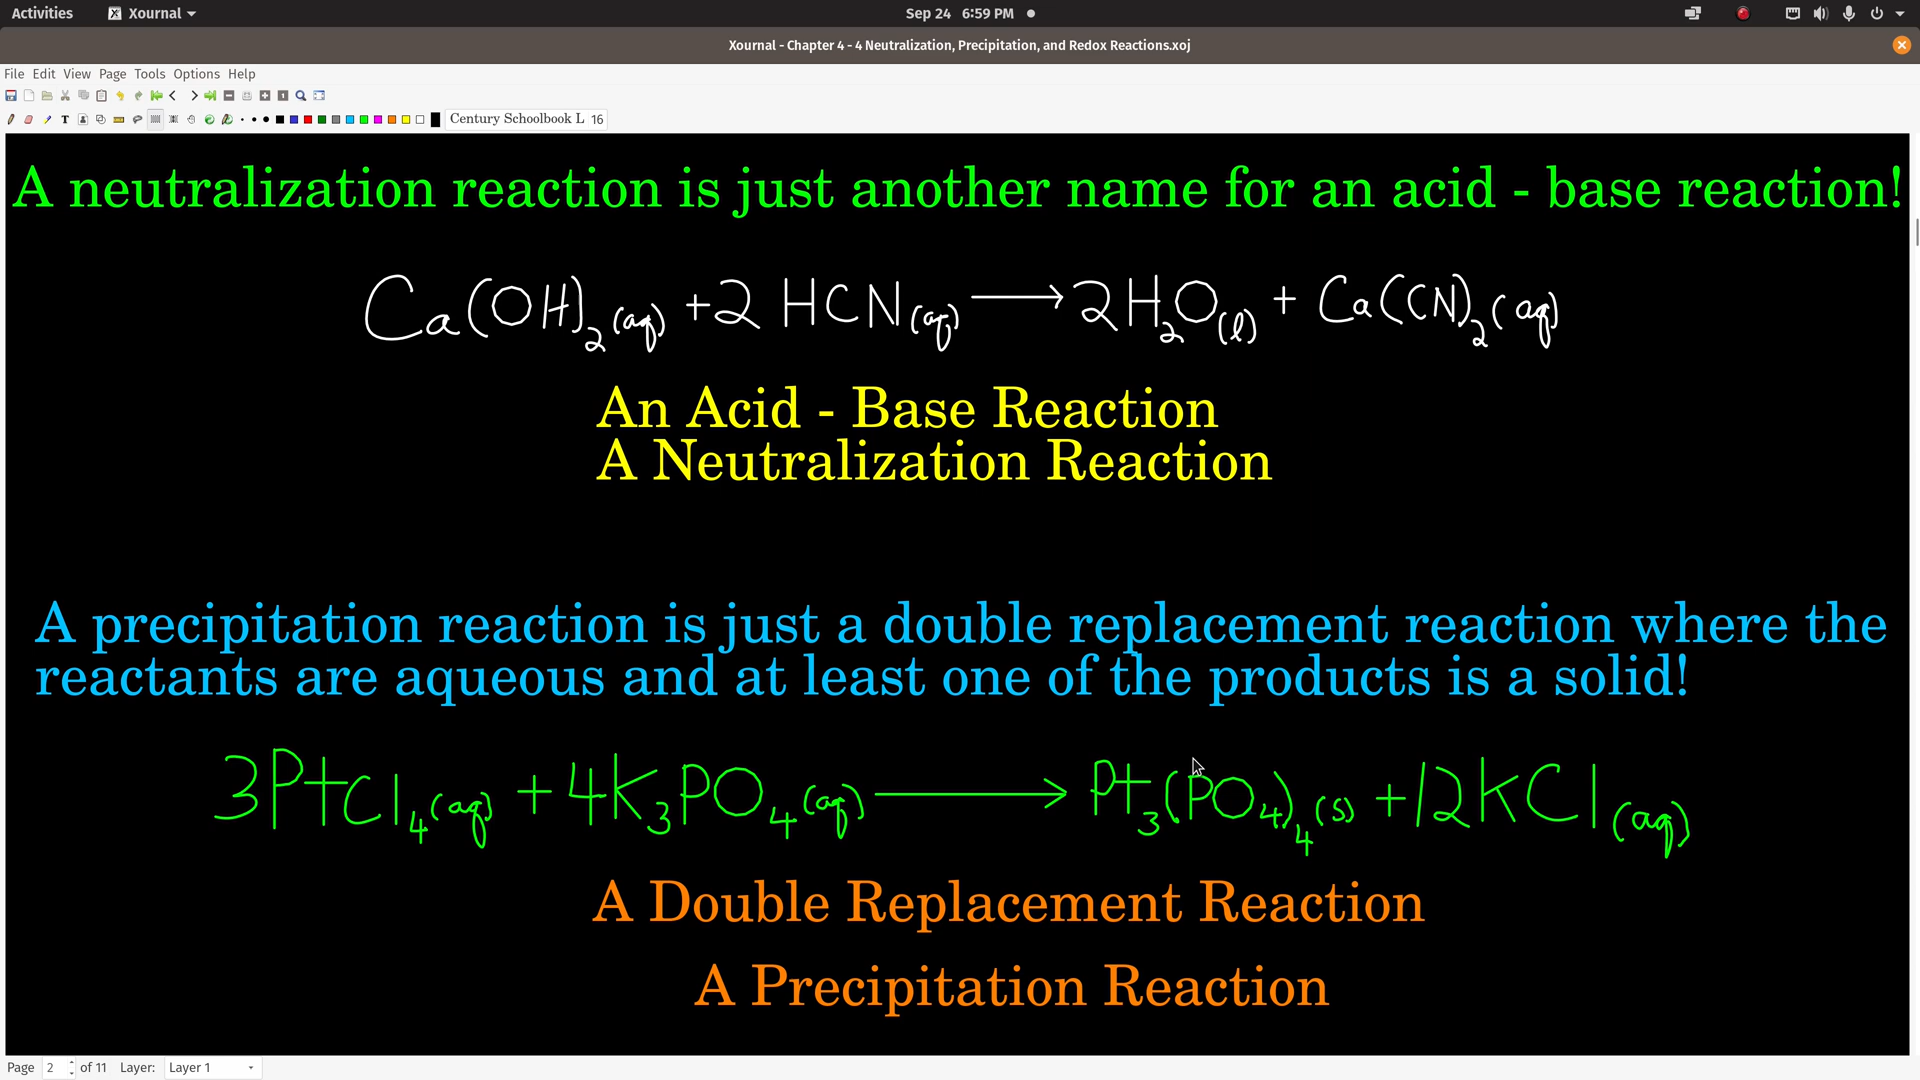 Activities Xournal Sep 24 6:59 PM
Xournal - Chapter 4 - 4 Neutralization, Precipitation, and Redox Reactions.xoj
File Edit View Page Tools Options Help
Century Schoolbook L 16
A neutralization reaction is just another name for an acid - base reaction!
Ca(OH)₂(aq) + 2 HCN(aq) ⟶ 2H₂O(l) + Ca(CN)₂(aq)
An Acid - Base Reaction
A Neutralization Reaction
A precipitation reaction is just a double replacement reaction where the
reactants are aqueous and at least one of the products is a solid!
3PtCl₄(aq) + 4K₃PO₄(aq) ⟶ Pt₃(PO₄)₄(s) + 12KCl(aq)
A Double Replacement Reaction
A Precipitation Reaction
Page 2 of 11 Layer: Layer 1